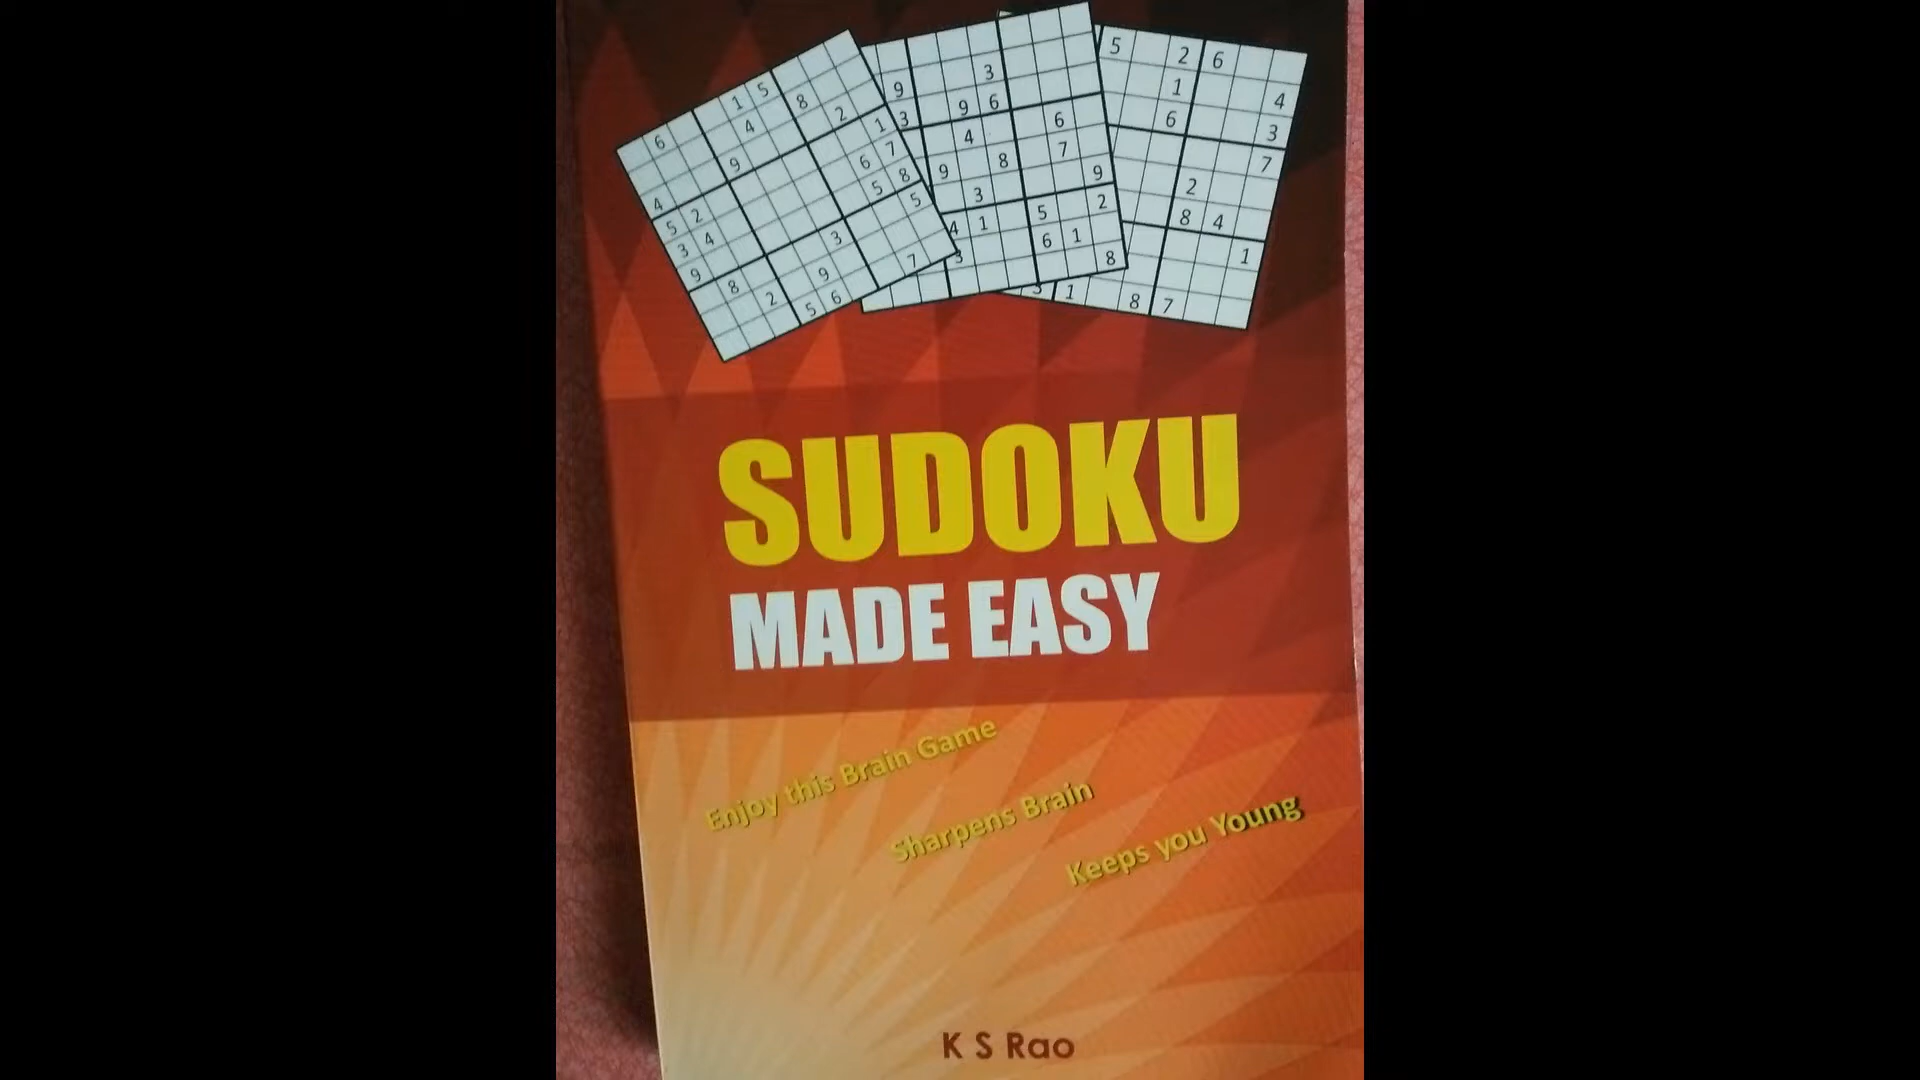 SUDOKU
MADE EASY
Enjoy this Brain Game
Sharpens Brain
Keeps you Young
K S Rao